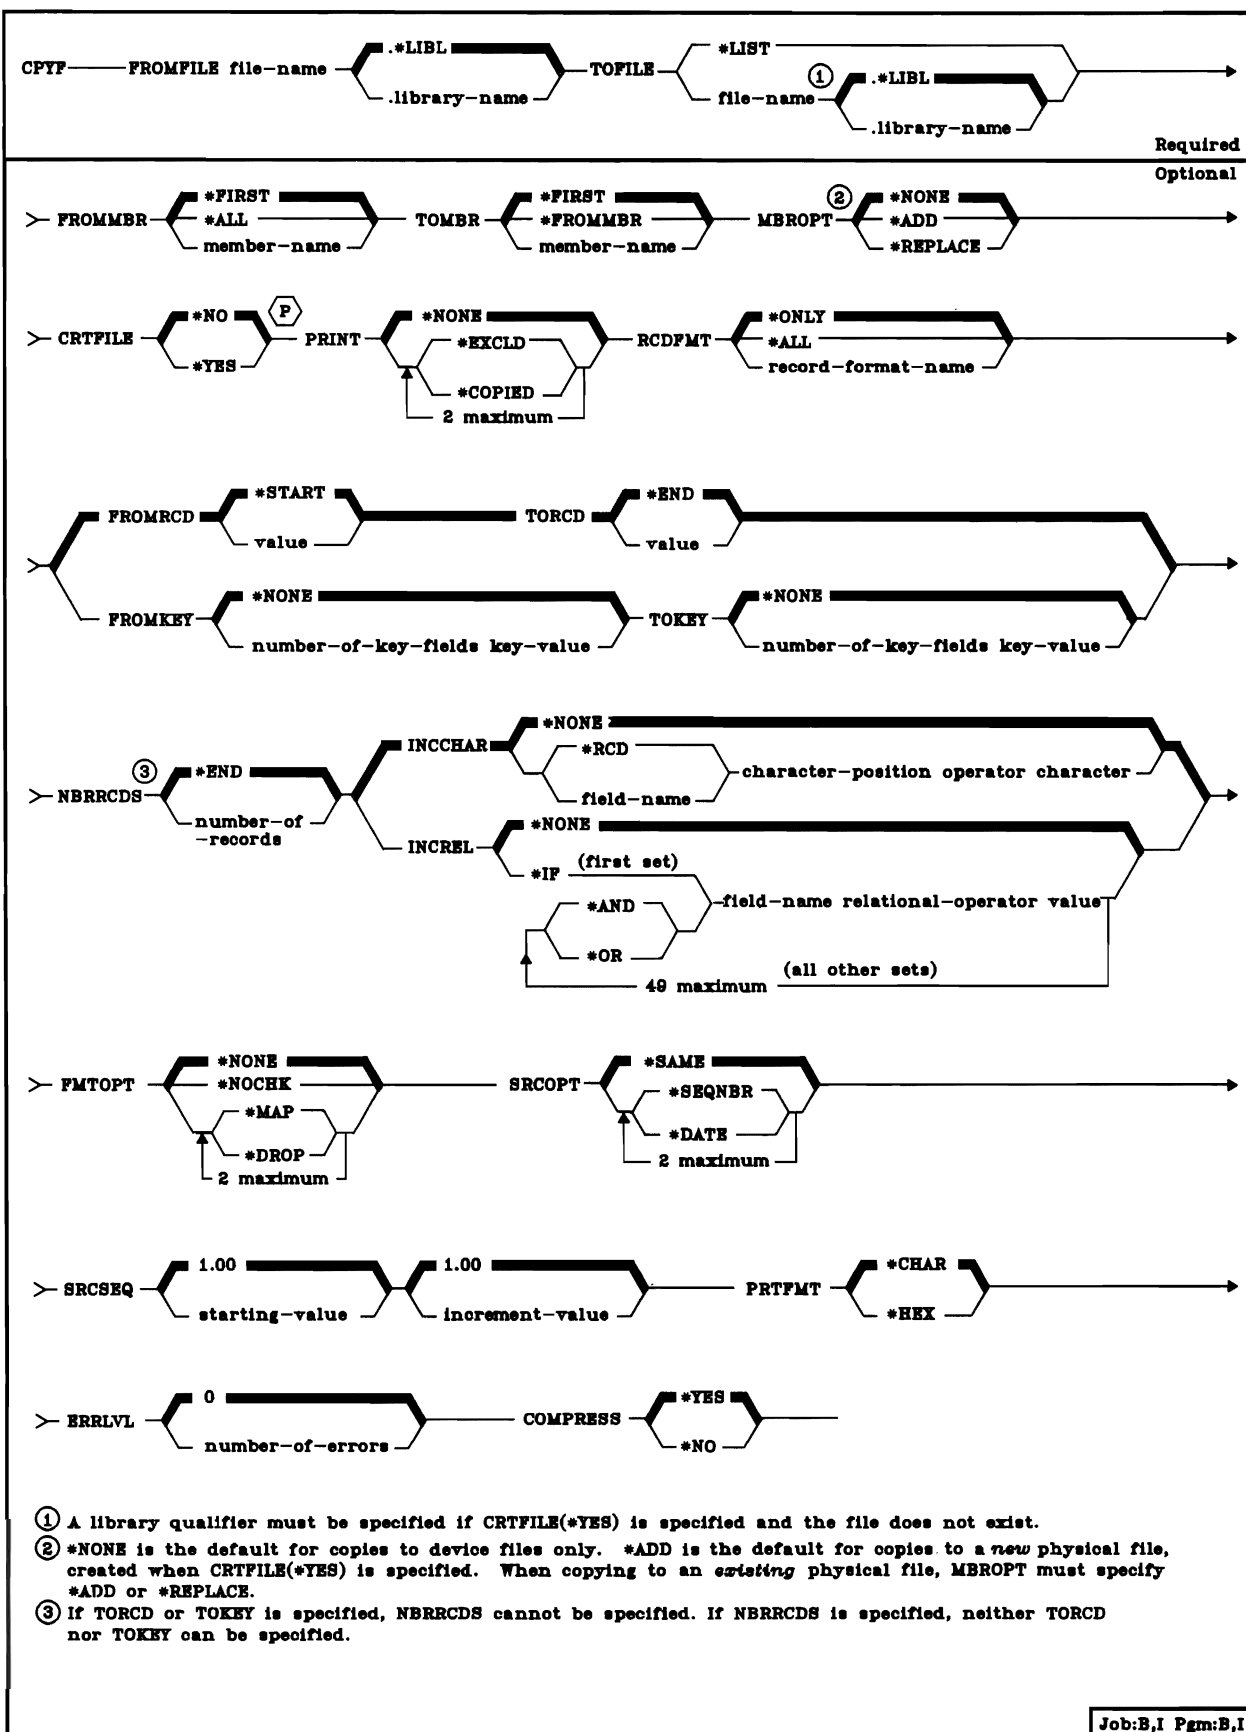 .*LIBL
*LIST
CPYF FROMFILE file-name TOFILE
.*LIBL
.library-name
file-name
1
.library-name
Required
Optional
*FIRST
*FIRST
2
*NONE
FROMMBR *ALL TOMBR *FROMMBR MBROPT *ADD
member-name
member-name
*REPLACE
*NO
P
*NONE
*ONLY
CRTFILE PRINT *EXCLD RCDFMT *ALL
*YES
*COPIED
record-format-name
2 maximum
*START
*END
FROMRCD TORCD
value
value
*NONE
*NONE
FROMKEY TOKEY
number-of-key-fields key-value
number-of-key-fields key-value
*NONE
INCCHAR *RCD
3
*END
character-position operator character
NBRRCDS
field-name
number-of
-records
*NONE
INCREL
*IF (first set)
*AND
field-name relational-operator value
*OR
(all other sets)
49 maximum
*NONE
*SAME
FMTOPT *NOCHK SRCOPT *SEQNBR
*MAP
*DATE
*DROP
2 maximum
2 maximum
1.00
1.00
*CHAR
SRCSEQ PRTFMT
starting-value
increment-value
*HEX
0
*YES
ERRLVL COMPRESS
number-of-errors
*NO
1 A library qualifier must be specified if CRTFILE(*YES) is specified and the file does not exist.
2 *NONE is the default for copies to device files only. *ADD is the default for copies to a new physical file,
created when CRTFILE(*YES) is specified. When copying to an existing physical file, MBROPT must specify
*ADD or *REPLACE.
3 If TORCD or TOKEY is specified, NBRRCDS cannot be specified. If NBRRCDS is specified, neither TORCD
nor TOKEY can be specified.
Job:B,I Pgm:B,I